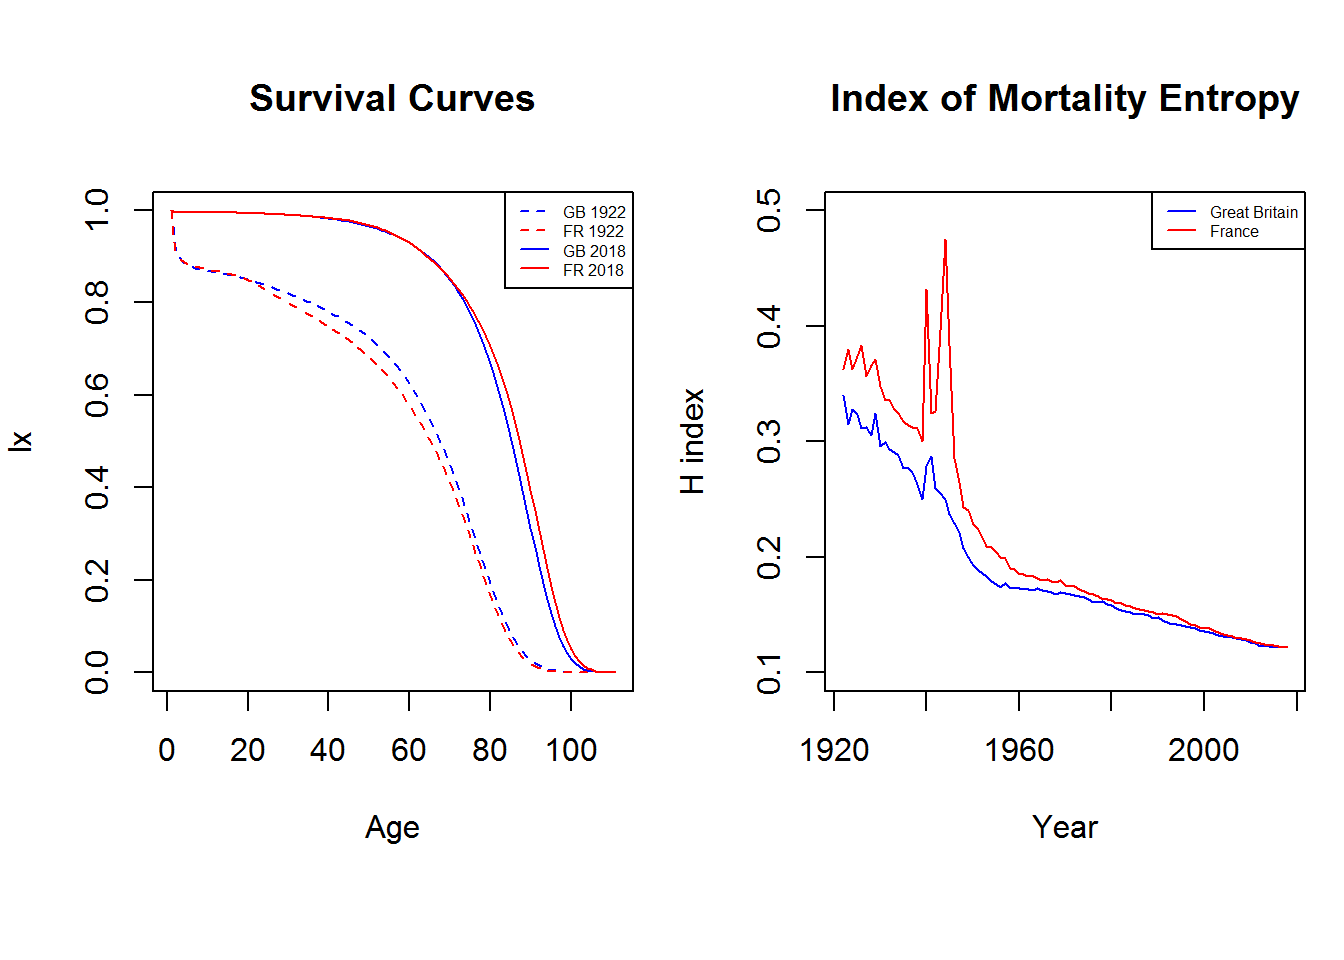 Survival Curves
lx
1.0
0.8
0.6
0.4
0.2
0.0
GB 1922
FR 1922
GB 2018
FR 2018
0 20 40 60 80 100
Age
Index of Mortality Entropy
H index
0.5
0.4
0.3
0.2
0.1
Great Britain
France
1920 1960 2000
Year